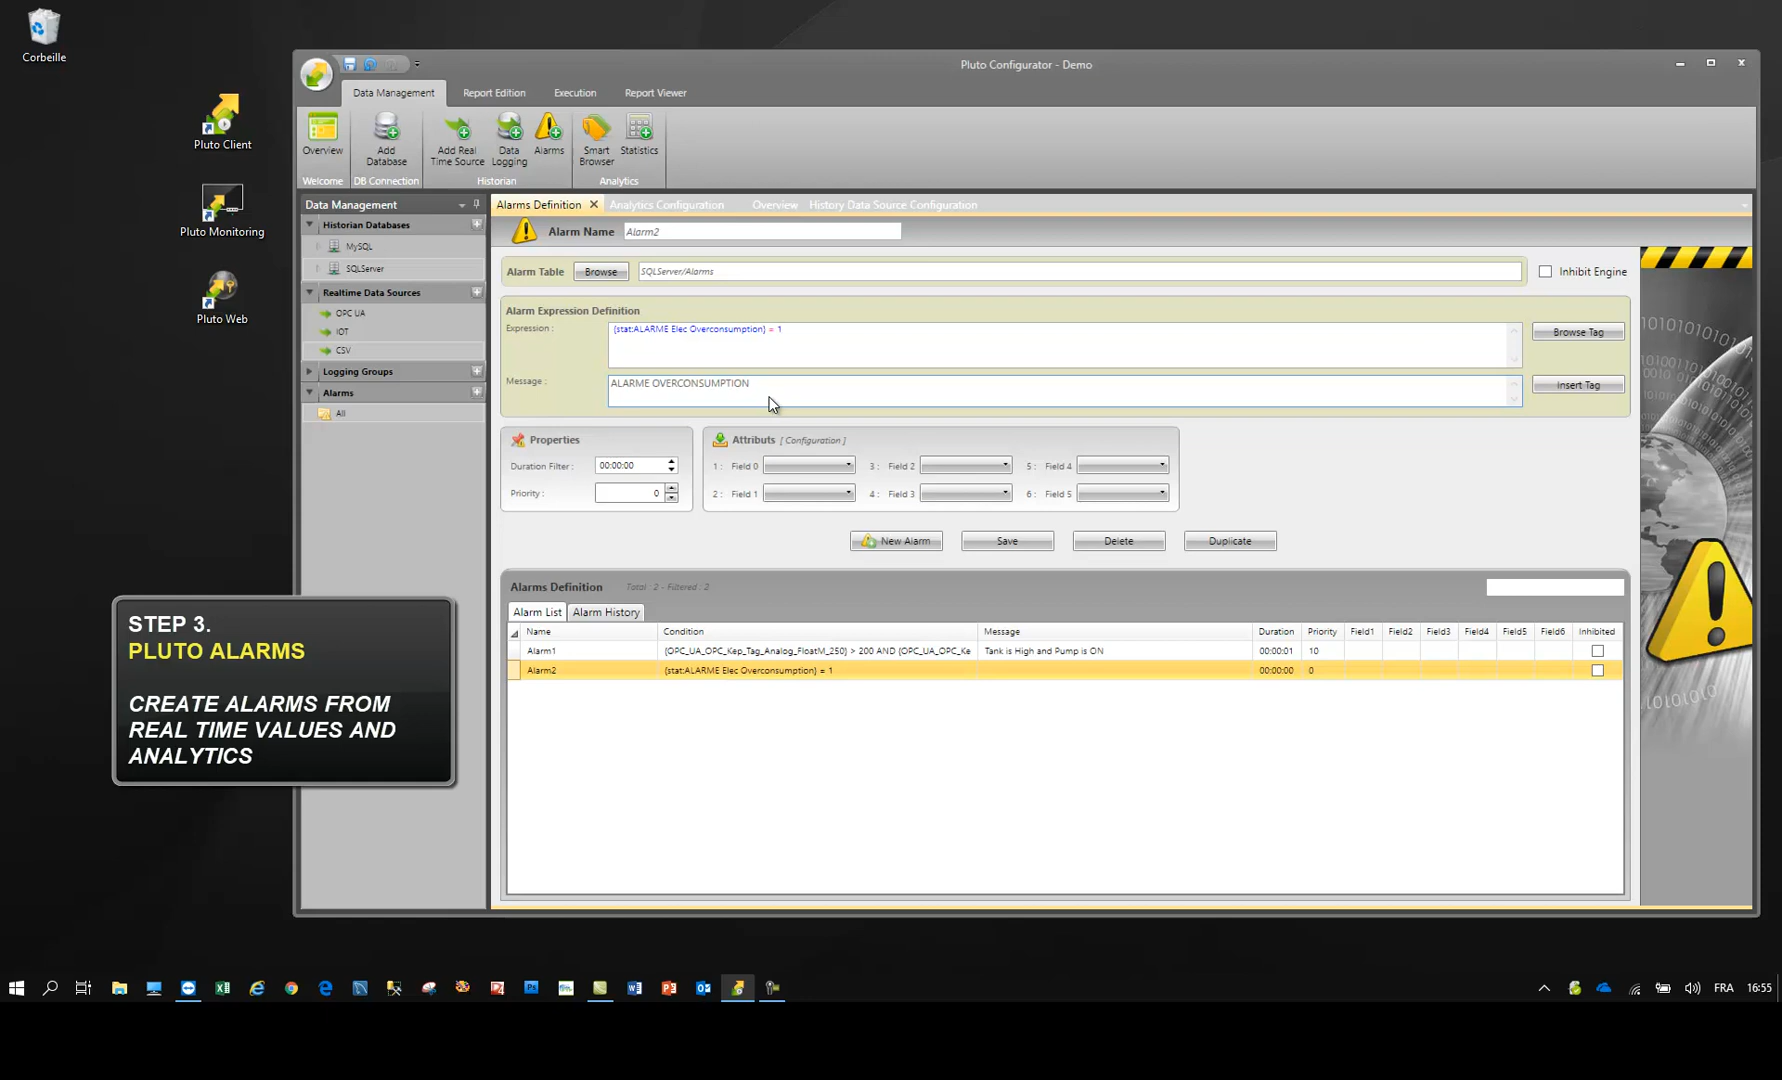 Corbeille
Pluto Client
Pluto Monitoring
Pluto Web
Pluto Configurator - Demo
Data Management
Report Edition
Execution
Report Viewer
Overview
Add Database
Add Real Time Source
Data Logging
Alarms
Smart Browser
Statistics
Welcome
DB Connection
Historian
Analytics
Data Management
Historian Databases
MySQL
SQLServer
Realtime Data Sources
OPC UA
IOT
CSV
Logging Groups
Alarms
All
Alarms Definition
Analytics Configuration
Overview
History Data Source Configuration
Alarm Name Alarm2
Alarm Table Browse SQLServer/Alarms Inhibit Engine
Alarm Expression Definition
Expression : {stat:ALARME Elec Overconsumption} = 1 Browse Tag
Message : ALARME OVERCONSUMPTION Insert Tag
Properties
Duration Filter : 00:00:00
Priority : 0
Attributs [ Configuration ]
1 : Field 0 3 : Field 2 5 : Field 4
2 : Field 1 4 : Field 3 6 : Field 5
New Alarm Save Delete Duplicate
Alarms Definition Total : 2 - Filtered : 2
Alarm List Alarm History
Name Condition Message Duration Priority Field1 Field2 Field3 Field4 Field5 Field6 Inhibited
Alarm1 {OPC_UA_OPC_Kep_Tag_Analog_FloatM_250} > 200 AND {OPC_UA_OPC_Ke Tank is High and Pump is ON 00:00:01 10
Alarm2 {stat:ALARME Elec Overconsumption} = 1 00:00:00 0
STEP 3.
PLUTO ALARMS
CREATE ALARMS FROM
REAL TIME VALUES AND
ANALYTICS
FRA 16:55